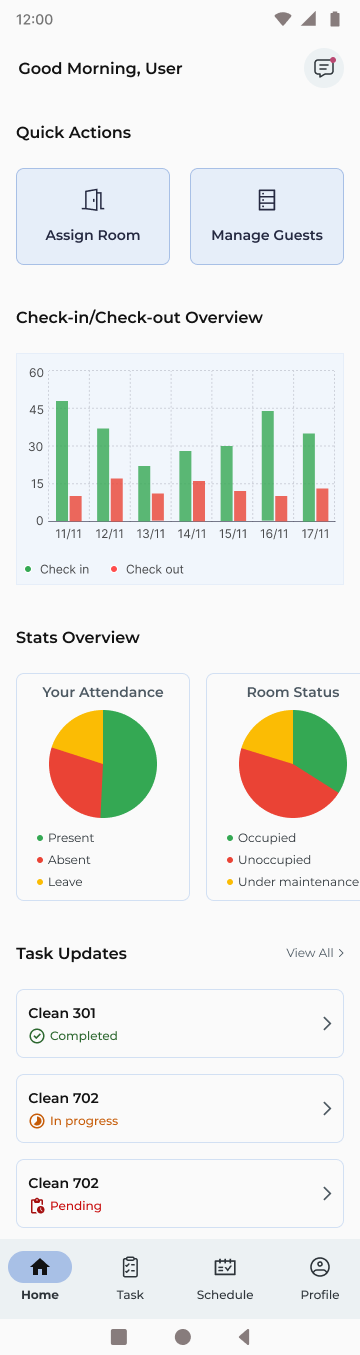 12:00
Good Morning, User
Quick Actions
Assign Room
Manage Guests
Check-in/Check-out Overview
60
45
30
15
0
11/11 12/11 13/11 14/11 15/11 16/11 17/11
Check in Check out
Stats Overview
Your Attendance
Present
Absent
Leave
Room Status
Occupied
Unoccupied
Under maintenance
Task Updates
View All
Clean 301
Completed
Clean 702
In progress
Clean 702
Pending
Home Task Schedule Profile